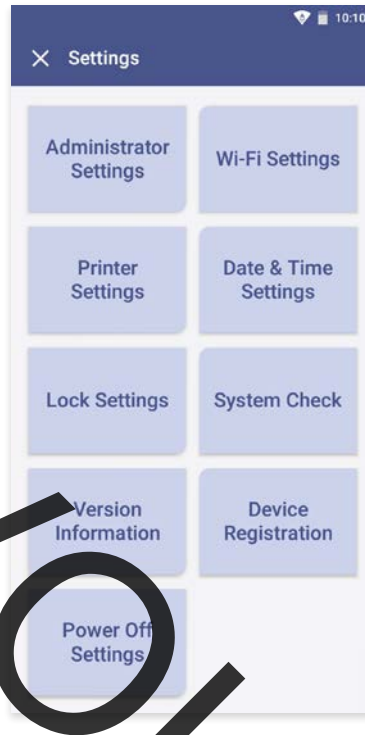 10:10
Settings
Administrator
Settings
Wi-Fi Settings
Printer
Settings
Date & Time
Settings
Lock Settings
System Check
Version
Information
Device
Registration
Power Off
Settings